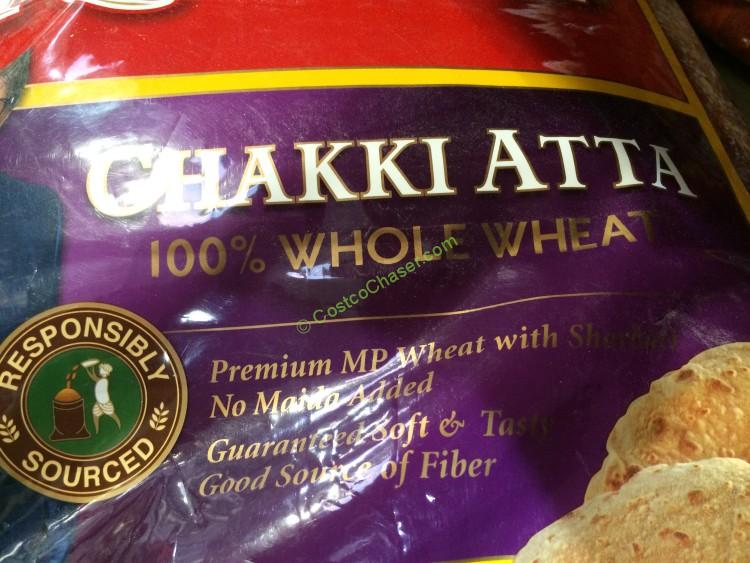 CHAKKI ATTA
100% WHOLE WHEAT
© CostcoChaser.com
RESPONSIBLY
SOURCED
Premium MP Wheat with Sharbati
No Maida Added
Guaranteed Soft & Tasty
Good Source of Fiber